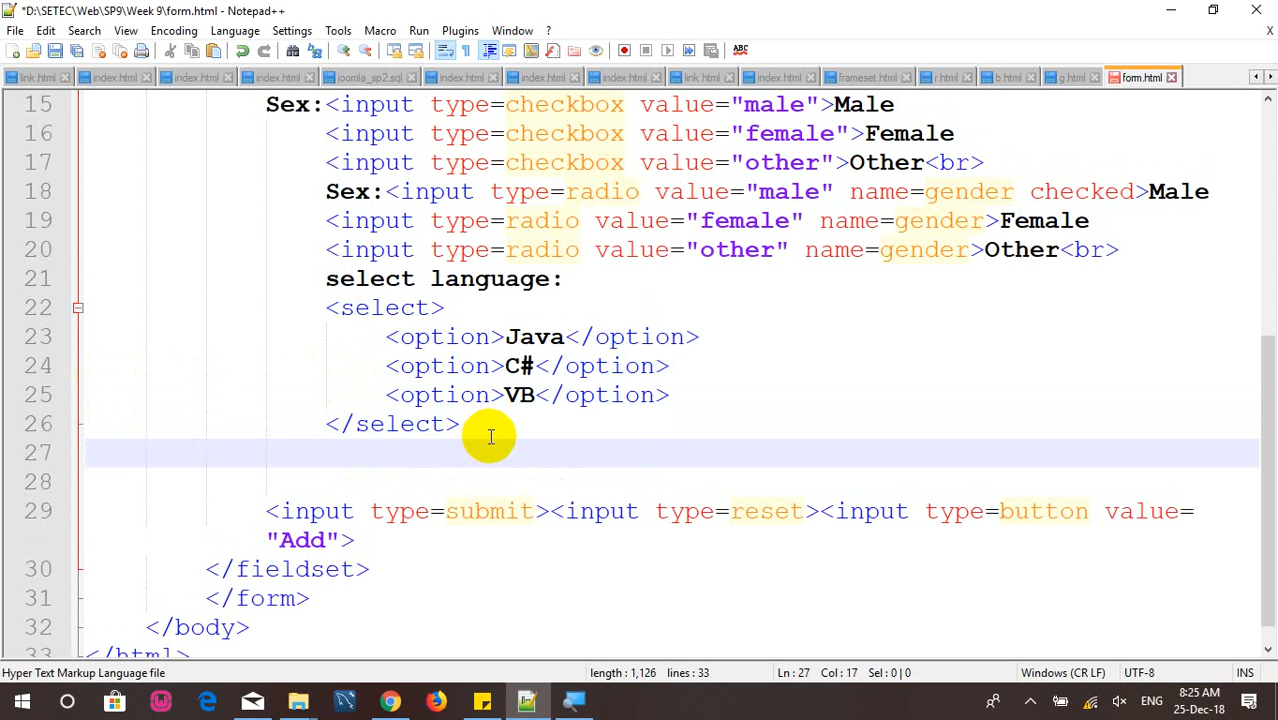 *D:\SETEC\Web\SP9\Week 9\form.html - Notepad++
File Edit Search View Encoding Language Settings Tools Macro Run Plugins Window ?
link.html index.html index.html index.html joomla_sp2.sql index.html index.html index.html link.html index.html frameset.html r.html b.html g.html form.html
15 Sex:<input type=checkbox value="male">Male
16 <input type=checkbox value="female">Female
17 <input type=checkbox value="other">Other<br>
18 Sex:<input type=radio value="male" name=gender checked>Male
19 <input type=radio value="female" name=gender>Female
20 <input type=radio value="other" name=gender>Other<br>
21 select language:
22 <select>
23 <option>Java</option>
24 <option>C#</option>
25 <option>VB</option>
26 </select>
27
28
29 <input type=submit><input type=reset><input type=button value=
"Add">
30 </fieldset>
31 </form>
32 </body>
33 </html>
Hyper Text Markup Language file length : 1,126 lines : 33 Ln : 27 Col : 17 Sel : 0 | 0 Windows (CR LF) UTF-8 INS
ENG 8:25 AM
25-Dec-18